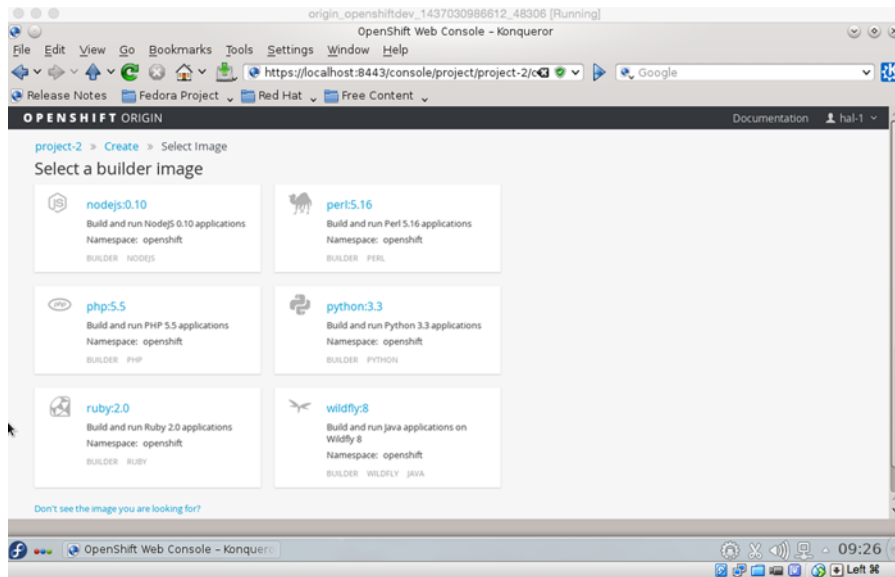 origin_openshiftdev_1437030986612_48306 [Running]
OpenShift Web Console – Konqueror
File Edit View Go Bookmarks Tools Settings Window Help
https://localhost:8443/console/project/project-2/c
Google
Release Notes Fedora Project Red Hat Free Content
OPENSHIFT ORIGIN Documentation hal-1
project-2 » Create » Select Image
Select a builder image
JS
nodejs:0.10
Build and run NodeJS 0.10 applications
Namespace: openshift
BUILDER NODEJS
perl:5.16
Build and run Perl 5.16 applications
Namespace: openshift
BUILDER PERL
php
php:5.5
Build and run PHP 5.5 applications
Namespace: openshift
BUILDER PHP
python:3.3
Build and run Python 3.3 applications
Namespace: openshift
BUILDER PYTHON
ruby:2.0
Build and run Ruby 2.0 applications
Namespace: openshift
BUILDER RUBY
wildfly:8
Build and run Java applications on
Wildfly 8
Namespace: openshift
BUILDER WILDFLY JAVA
Don't see the image you are looking for?
OpenShift Web Console – Konquero
09:26
Left ⌘